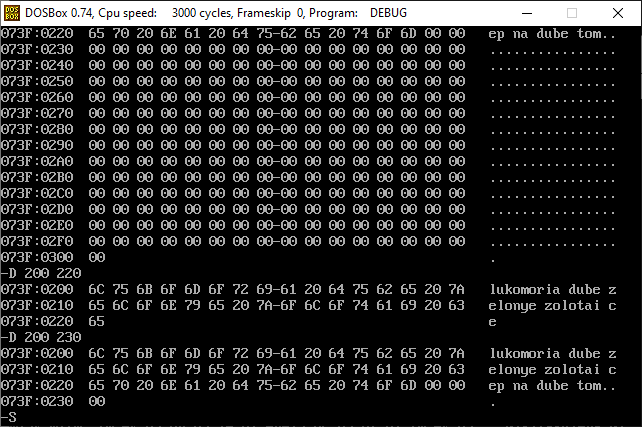 DOSBox 0.74, Cpu speed: 3000 cycles, Frameskip 0, Program: DEBUG
073F:0220 65 70 20 6E 61 20 64 75-62 65 20 74 6F 6D 00 00 ep na dube tom..
073F:0230 00 00 00 00 00 00 00 00-00 00 00 00 00 00 00 00 ................
073F:0240 00 00 00 00 00 00 00 00-00 00 00 00 00 00 00 00 ................
073F:0250 00 00 00 00 00 00 00 00-00 00 00 00 00 00 00 00 ................
073F:0260 00 00 00 00 00 00 00 00-00 00 00 00 00 00 00 00 ................
073F:0270 00 00 00 00 00 00 00 00-00 00 00 00 00 00 00 00 ................
073F:0280 00 00 00 00 00 00 00 00-00 00 00 00 00 00 00 00 ................
073F:0290 00 00 00 00 00 00 00 00-00 00 00 00 00 00 00 00 ................
073F:02A0 00 00 00 00 00 00 00 00-00 00 00 00 00 00 00 00 ................
073F:02B0 00 00 00 00 00 00 00 00-00 00 00 00 00 00 00 00 ................
073F:02C0 00 00 00 00 00 00 00 00-00 00 00 00 00 00 00 00 ................
073F:02D0 00 00 00 00 00 00 00 00-00 00 00 00 00 00 00 00 ................
073F:02E0 00 00 00 00 00 00 00 00-00 00 00 00 00 00 00 00 ................
073F:02F0 00 00 00 00 00 00 00 00-00 00 00 00 00 00 00 00 ................
073F:0300 00 .
-D 200 220
073F:0200 6C 75 6B 6F 6D 6F 72 69-61 20 64 75 62 65 20 7A lukomoria dube z
073F:0210 65 6C 6F 6E 79 65 20 7A-6F 6C 6F 74 61 69 20 63 elonye zolotai c
073F:0220 65 e
-D 200 230
073F:0200 6C 75 6B 6F 6D 6F 72 69-61 20 64 75 62 65 20 7A lukomoria dube z
073F:0210 65 6C 6F 6E 79 65 20 7A-6F 6C 6F 74 61 69 20 63 elonye zolotai c
073F:0220 65 70 20 6E 61 20 64 75-62 65 20 74 6F 6D 00 00 ep na dube tom..
073F:0230 00 .
-S